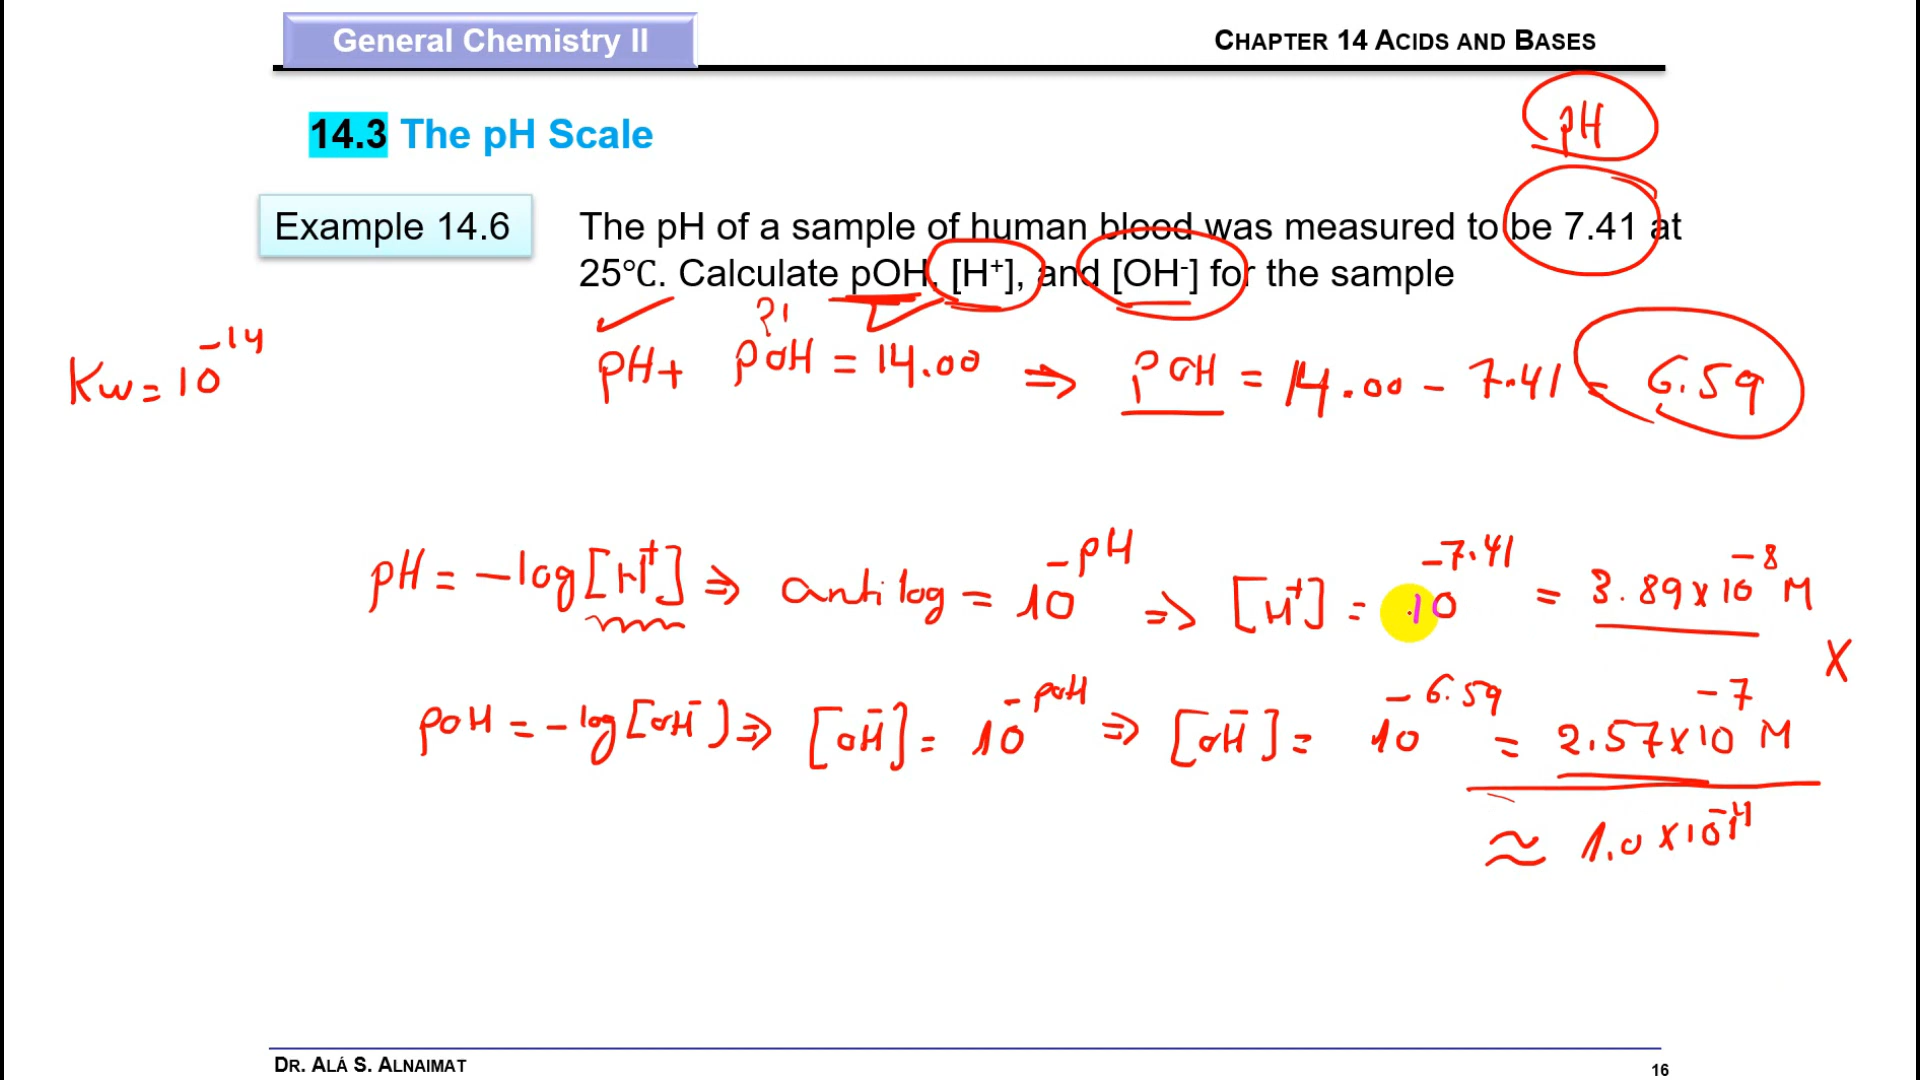 General Chemistry II
CHAPTER 14 ACIDS AND BASES
14.3 The pH Scale
pH
Example 14.6
The pH of a sample of human blood was measured to be 7.41 at
25℃. Calculate pOH, [H⁺], and [OH⁻] for the sample
?!
Kw = 10⁻¹⁴
pH + pOH = 14.00 ⇒ pOH = 14.00 - 7.41 = 6.59
pH = -log[H⁺] ⇒ antilog = 10^-pH ⇒ [H⁺] = 10^-7.41 = 3.89 x 10⁻⁸ M
X
pOH = -log[OH⁻] ⇒ [OH⁻] = 10^-pOH ⇒ [OH⁻] = 10^-6.59 = 2.57 x 10⁻⁷ M
≈ 1.0 x 10⁻¹⁴
DR. ALÁ S. ALNAIMAT
16